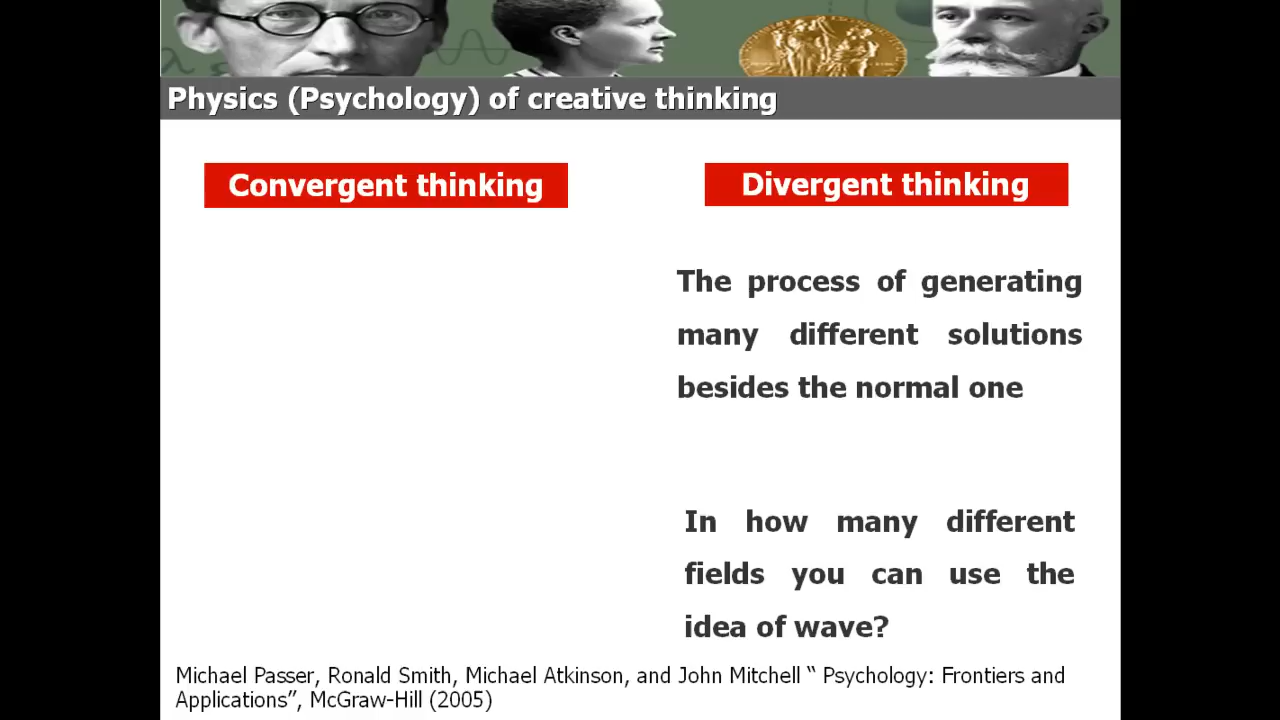 Physics (Psychology) of creative thinking
Convergent thinking
Divergent thinking
The process of generating
many different solutions
besides the normal one
In how many different
fields you can use the
idea of wave?
Michael Passer, Ronald Smith, Michael Atkinson, and John Mitchell “ Psychology: Frontiers and
Applications”, McGraw-Hill (2005)